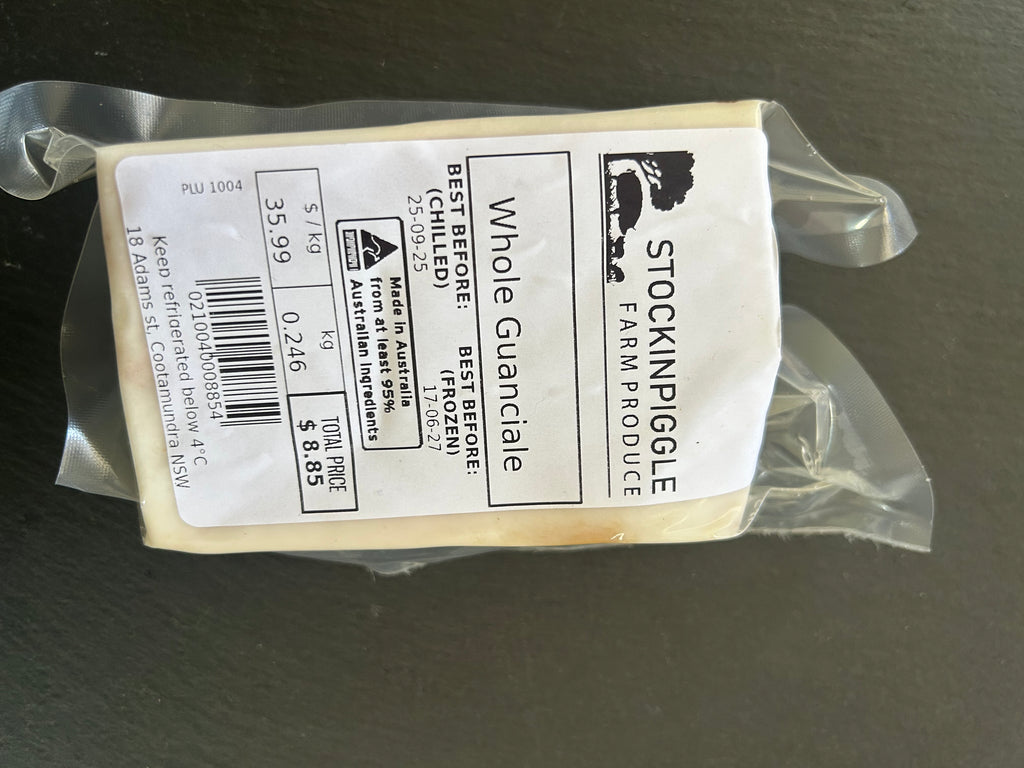 STOCKINPIGGLE
FARM PRODUCE
Whole Guanciale
BEST BEFORE:
(CHILLED)
25-09-25
BEST BEFORE:
(FROZEN)
17-06-27
Made in Australia
from at least 95%
Australian ingredients
$ / kg
35.99
kg
0.246
TOTAL PRICE
$ 8.85
PLU 1004
0210040008854
Keep refrigerated below 4°C
18 Adams st, Cootamundra NSW